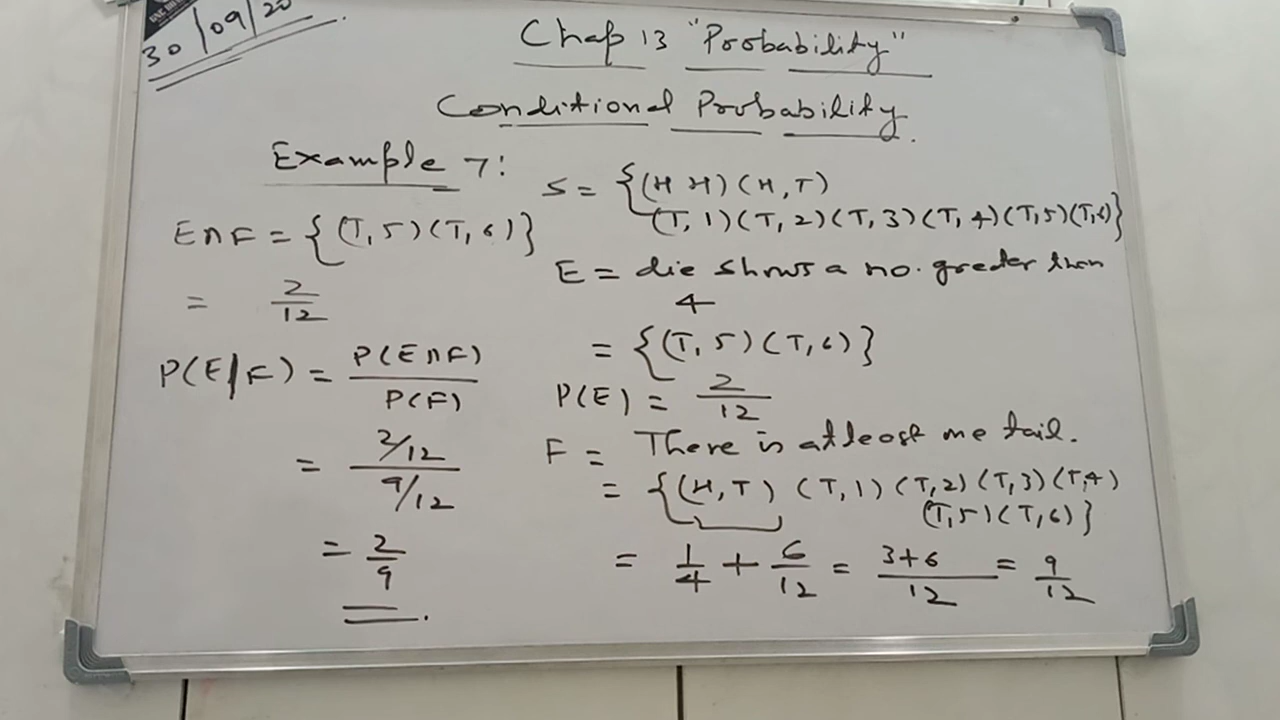 30/09/20
Chap 13 "Probability"
Conditional Probability.
Example 7:
S = {(H H) (H, T)
(T, 1) (T, 2) (T, 3) (T, 4) (T, 5) (T, 6)}
E = die shows a no. greater than
4
= {(T, 5) (T, 6)}
P(E) = 2/12
F = There is atleast one tail.
= {(H, T) (T, 1) (T, 2) (T, 3) (T, 4)
(T, 5) (T, 6)}
= 1/4 + 6/12 = 3+6/12 = 9/12
E∩F = {(T, 5) (T, 6)}
= 2/12
P(E/F) = P(E∩F)/P(F)
= 2/12 / 9/12
= 2/9.